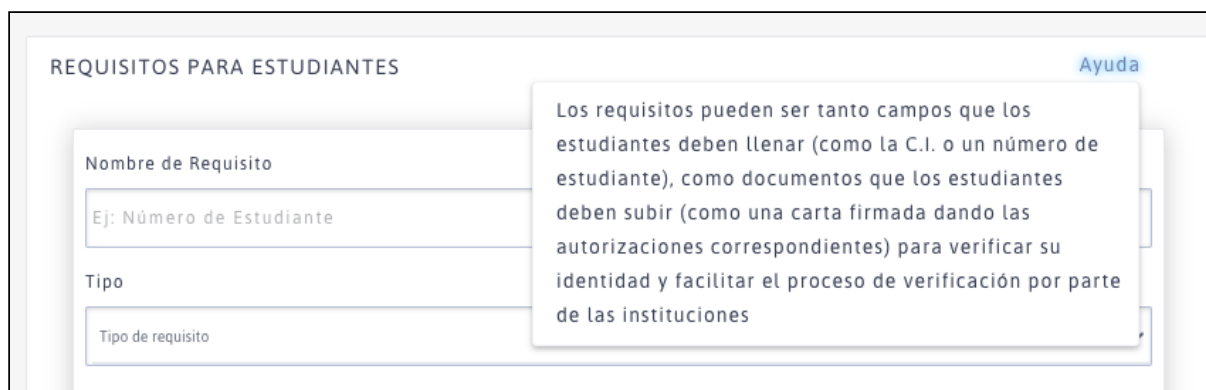 REQUISITOS PARA ESTUDIANTES
Ayuda
Los requisitos pueden ser tanto campos que los
estudiantes deben llenar (como la C.I. o un número de
estudiante), como documentos que los estudiantes
deben subir (como una carta firmada dando las
autorizaciones correspondientes) para verificar su
identidad y facilitar el proceso de verificación por parte
de las instituciones
Nombre de Requisito
Ej: Número de Estudiante
Tipo
Tipo de requisito